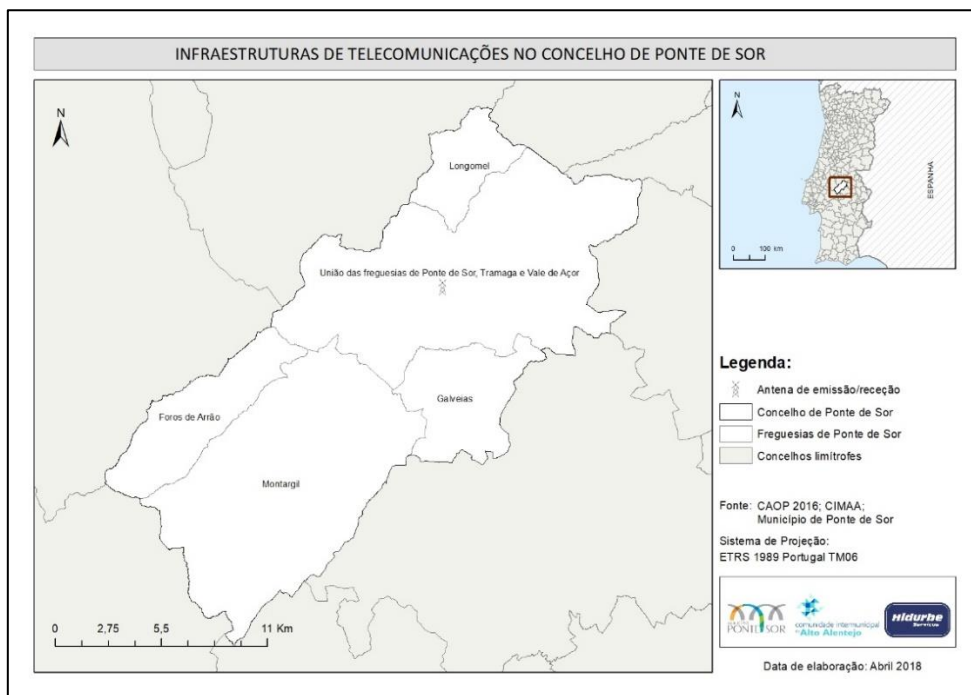 INFRAESTRUTURAS DE TELECOMUNICAÇÕES NO CONCELHO DE PONTE DE SOR
N
Longomel
União das freguesias de Ponte de Sor, Tramaga e Vale de Açor
Galveias
Foros de Arrão
Montargil
0 2,75 5,5 11 Km
N
ESPANHA
0 100 km
Legenda:
Antena de emissão/receção
Concelho de Ponte de Sor
Freguesias de Ponte de Sor
Concelhos limítrofes
Fonte: CAOP 2016; CIMAA;
Município de Ponte de Sor
Sistema de Projeção:
ETRS 1989 Portugal TM06
PONTE SOR
comunidade intermunicipal
Alto Alentejo
Hidurbe
Serviços
Data de elaboração: Abril 2018